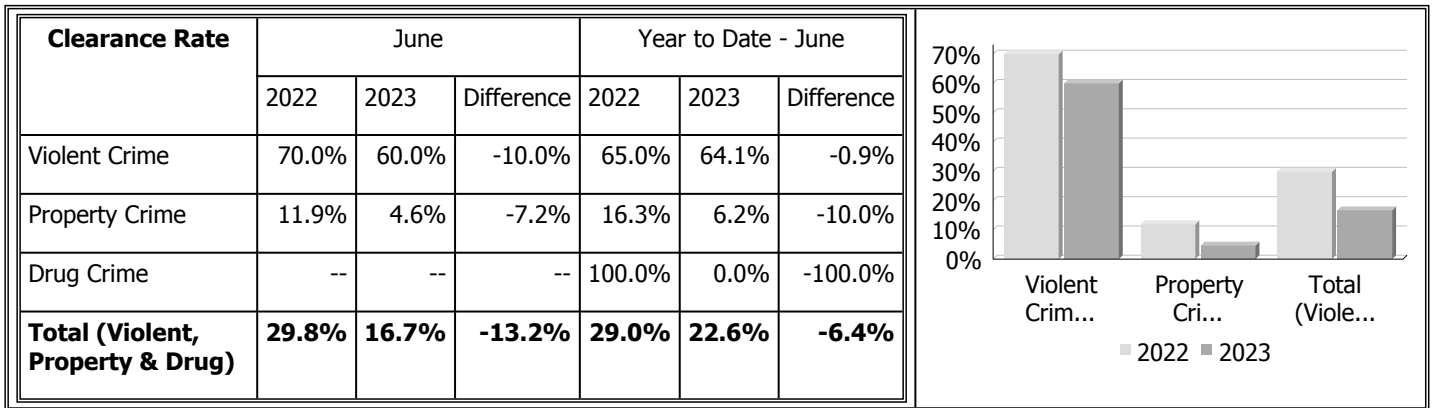 Clearance Rate June Year to Date - June
2022 2023 Difference 2022 2023 Difference
Violent Crime 70.0% 60.0% -10.0% 65.0% 64.1% -0.9%
Property Crime 11.9% 4.6% -7.2% 16.3% 6.2% -10.0%
Drug Crime -- -- -- 100.0% 0.0% -100.0%
Total (Violent, 29.8% 16.7% -13.2% 29.0% 22.6% -6.4%
Property & Drug)
70%
60%
50%
40%
30%
20%
10%
0%
Violent Property Total
Crim... Cri... (Viole...
2022 2023